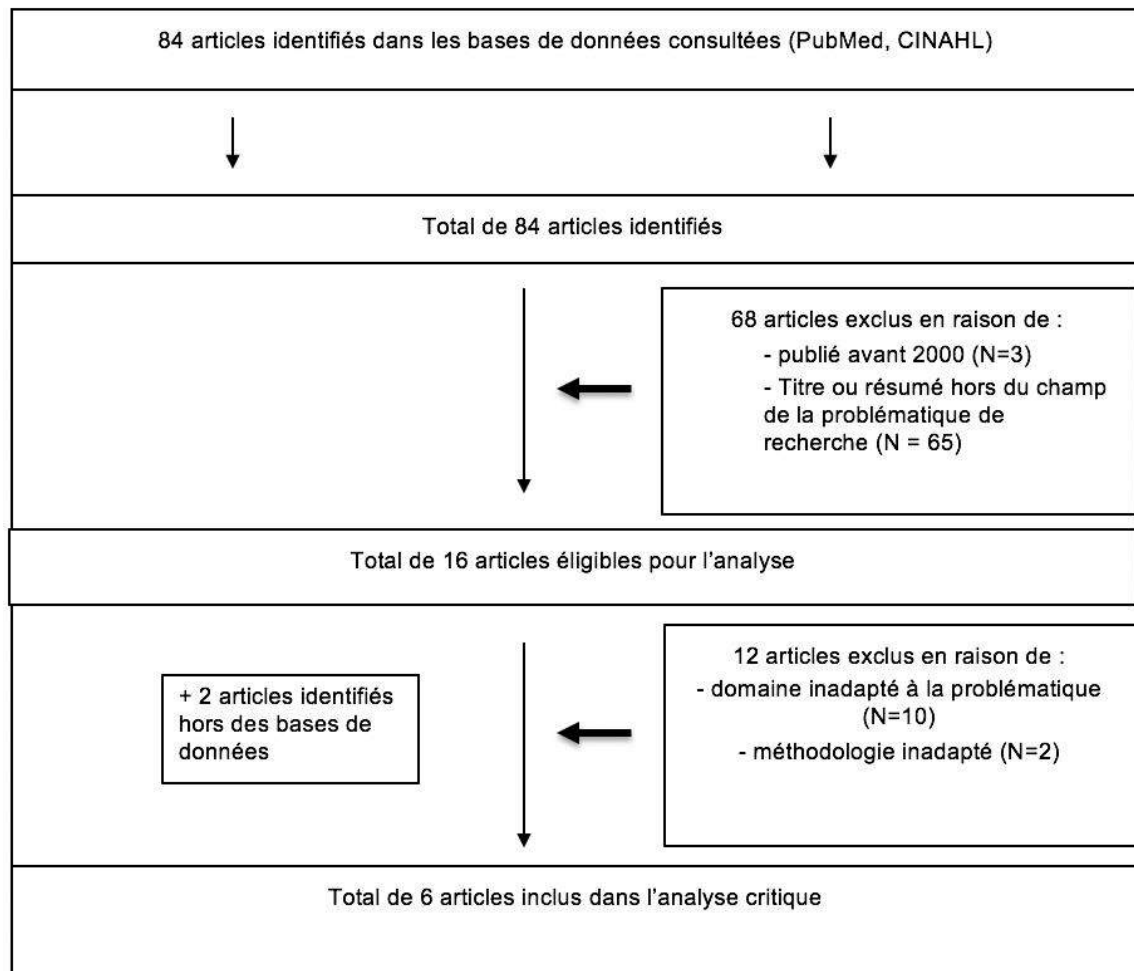 84 articles identifiés dans les bases de données consultées (PubMed, CINAHL)
Total de 84 articles identifiés
68 articles exclus en raison de :
- publié avant 2000 (N=3)
- Titre ou résumé hors du champ
de la problématique de
recherche (N = 65)
Total de 16 articles éligibles pour l'analyse
+ 2 articles identifiés
hors des bases de
données
12 articles exclus en raison de :
- domaine inadapté à la problématique
(N=10)
- méthodologie inadapté (N=2)
Total de 6 articles inclus dans l'analyse critique